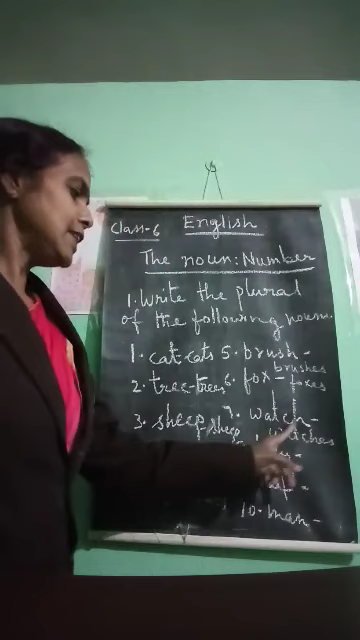 Class-6 English
The noun: Number
1. Write the plural
of the following noun
1. cat-cats 5. brush-
brushes
2. tree-trees 6. fox-foxes
3. sheep 7. watch-
sheep watches
10. man-